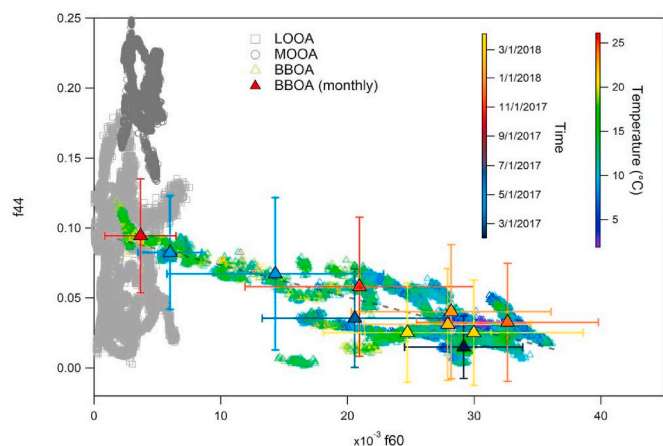 0.25
0.20
0.15
0.10
0.05
0.00
f44
LOOA
MOOA
BBOA
BBOA (monthly)
3/1/2018
1/1/2018
11/1/2017
9/1/2017
7/1/2017
5/1/2017
3/1/2017
Time
25
20
15
10
5
Temperature (°C)
0
10
20
30
40
x10⁻³ f60